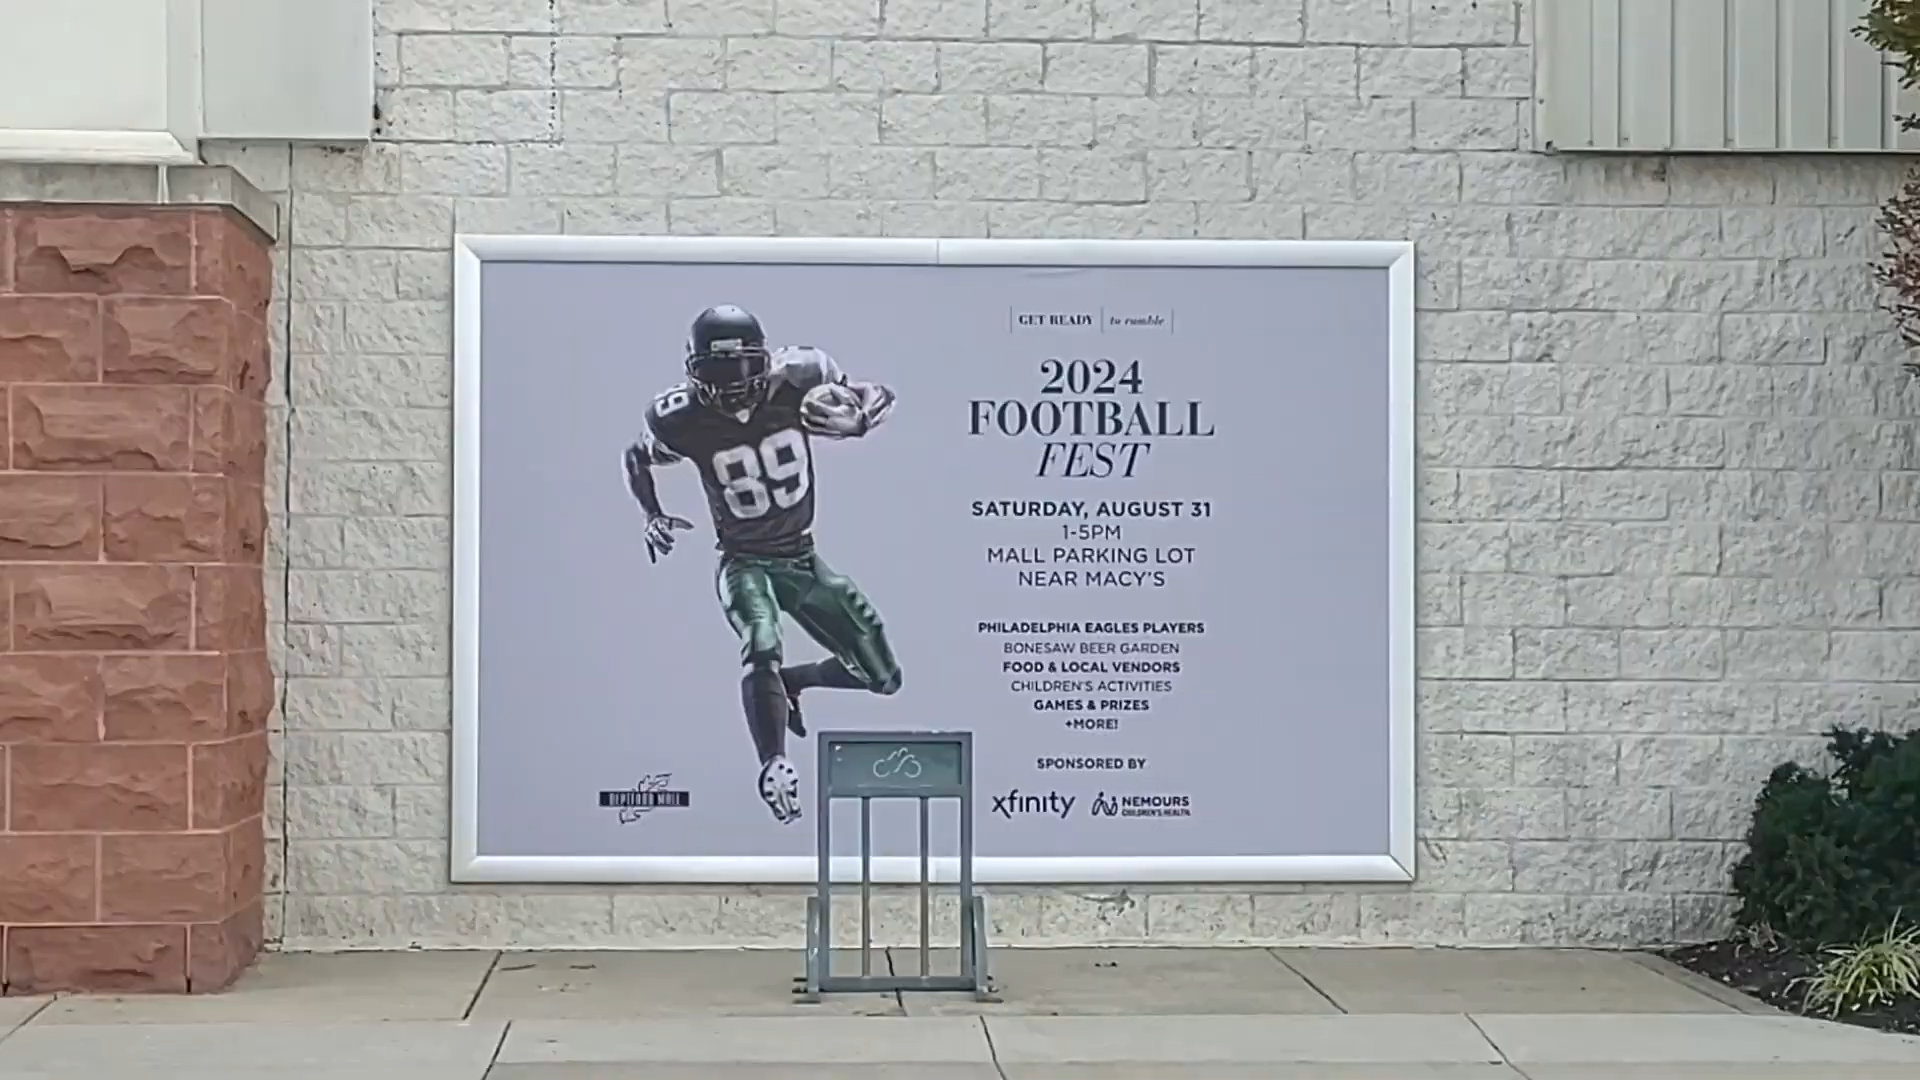 GET READY to rumble
2024
FOOTBALL
FEST
SATURDAY, AUGUST 31
1-5PM
MALL PARKING LOT
NEAR MACY'S
PHILADELPHIA EAGLES PLAYERS
BONESAW BEER GARDEN
FOOD & LOCAL VENDORS
CHILDREN'S ACTIVITIES
GAMES & PRIZES
+MORE!
SPONSORED BY
xfinity
NEMOURS
CHILDREN'S HEALTH
89
89
DEPTFORD MALL